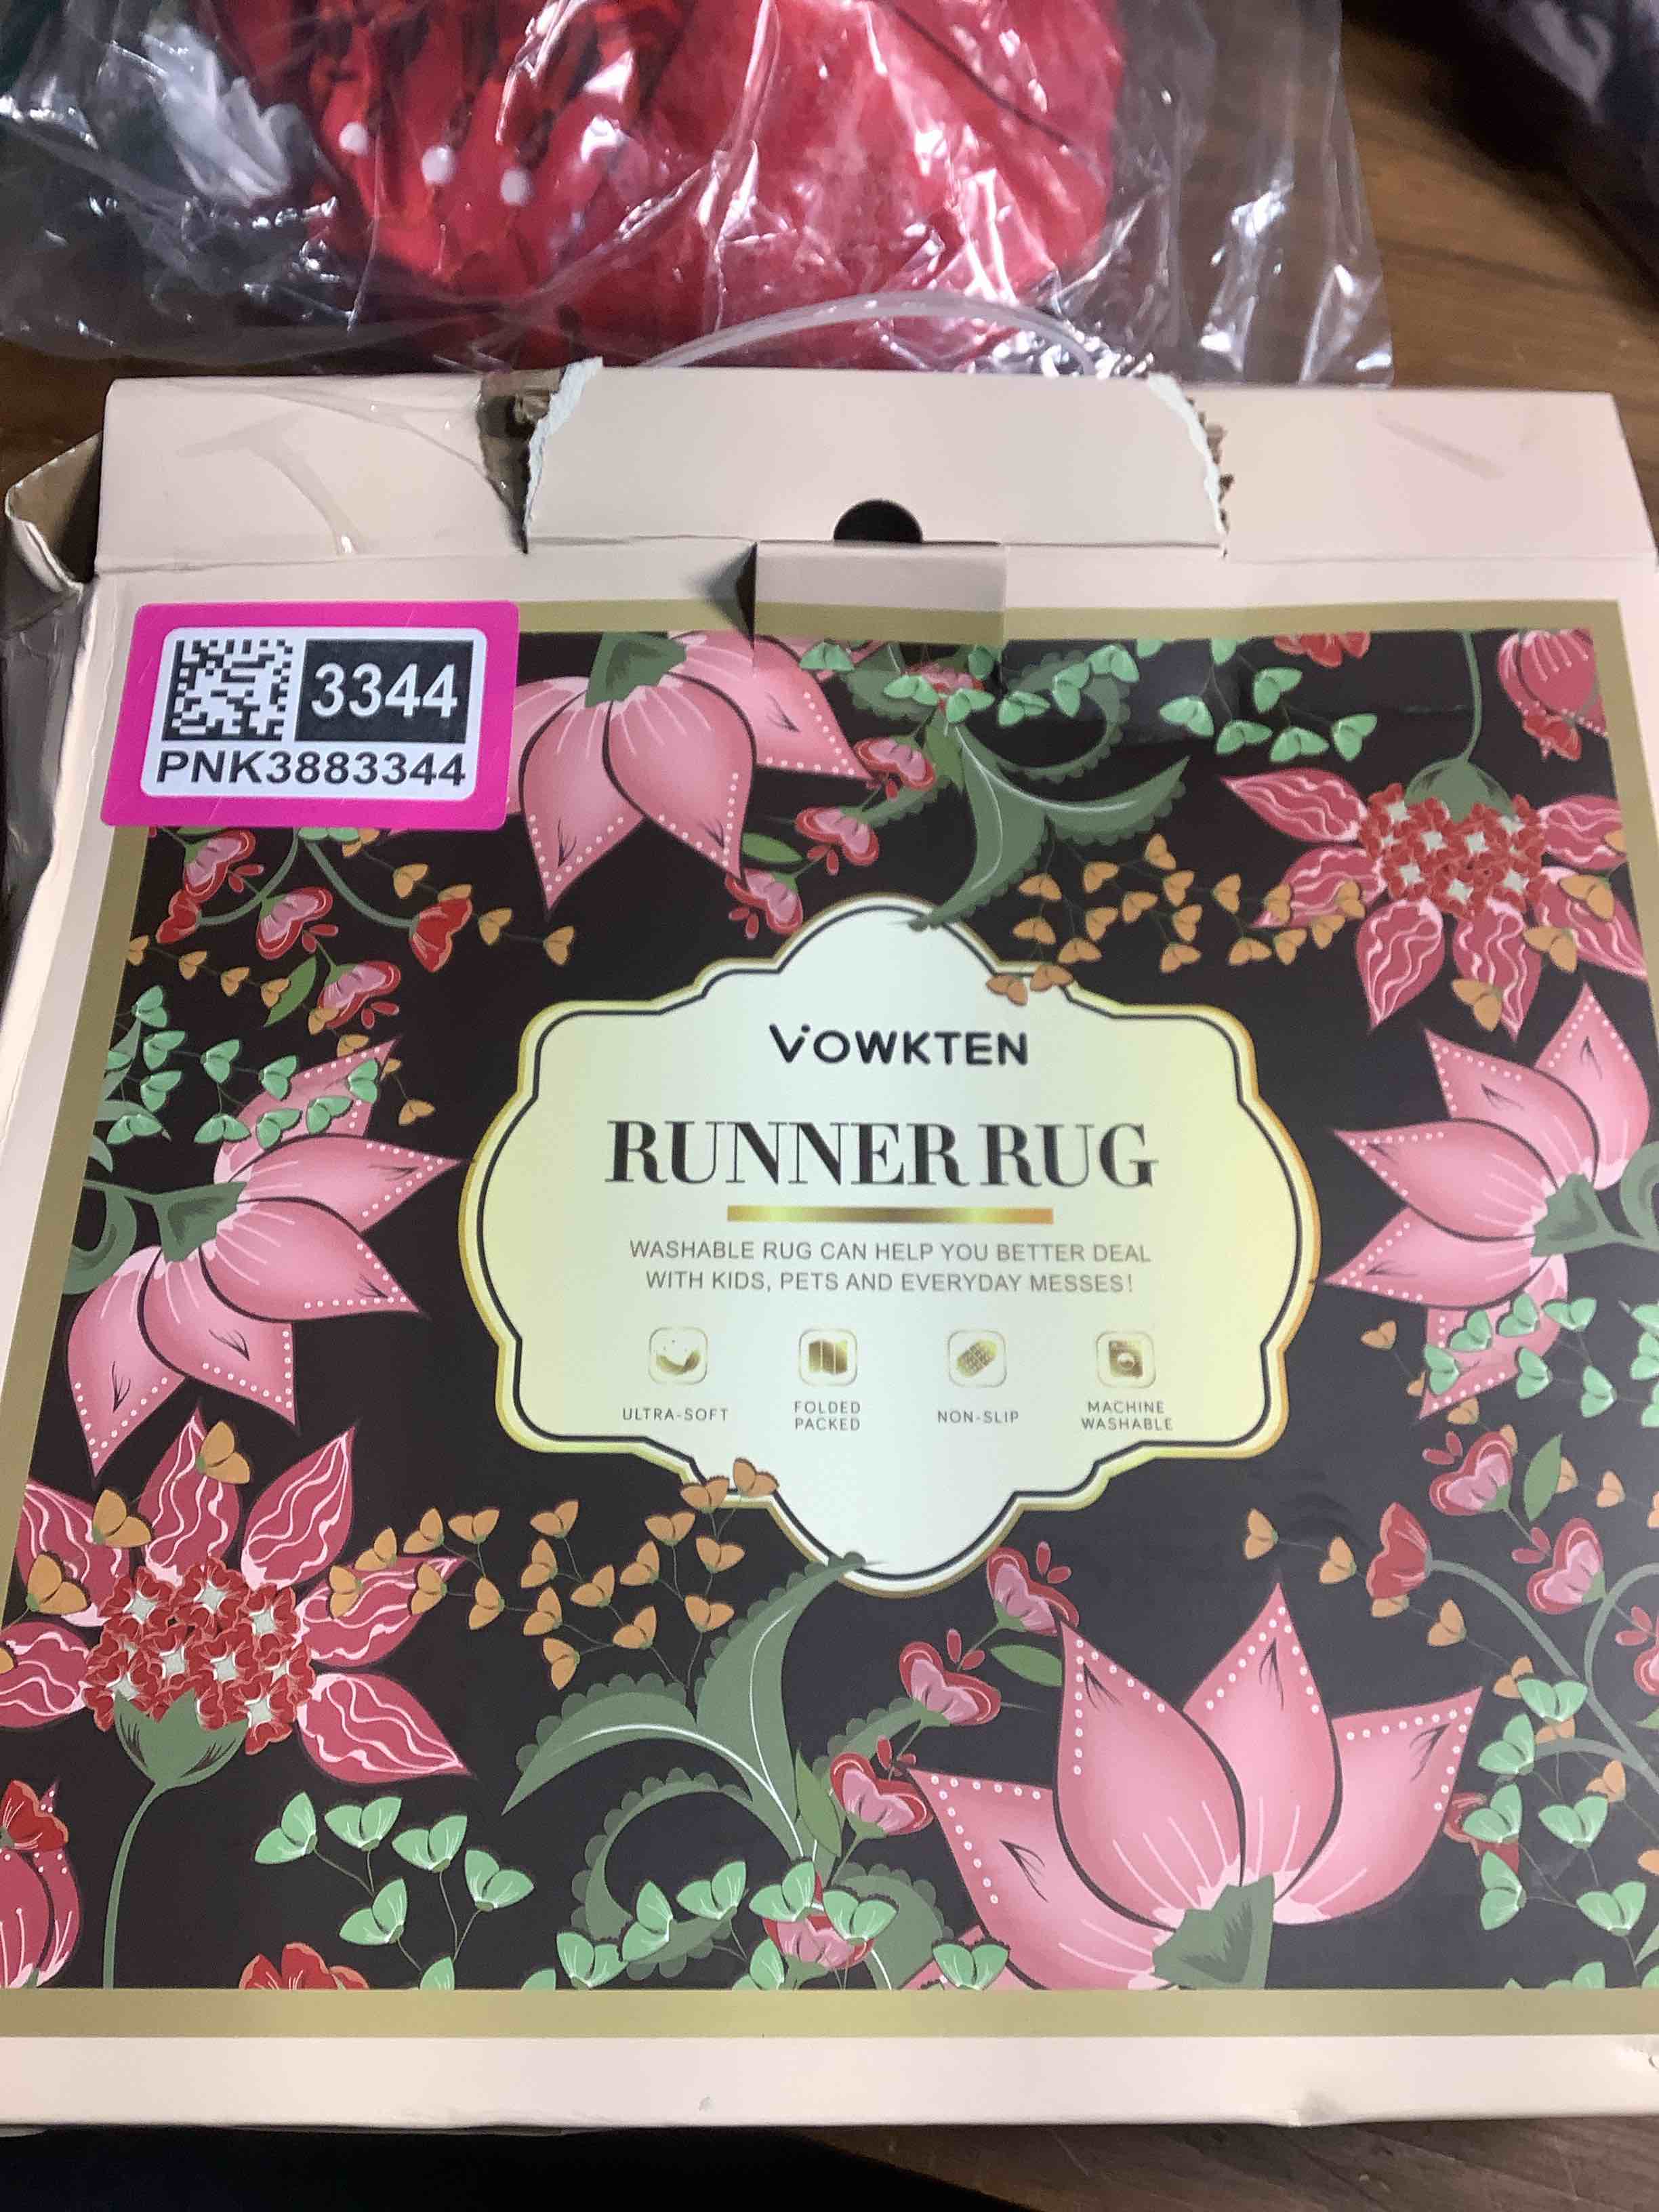 3344
PNK3883344
VOWKTEN
RUNNER RUG
WASHABLE RUG CAN HELP YOU BETTER DEAL
WITH KIDS, PETS AND EVERYDAY MESSES!
ULTRA-SOFT
FOLDED
PACKED
NON-SLIP
MACHINE
WASHABLE